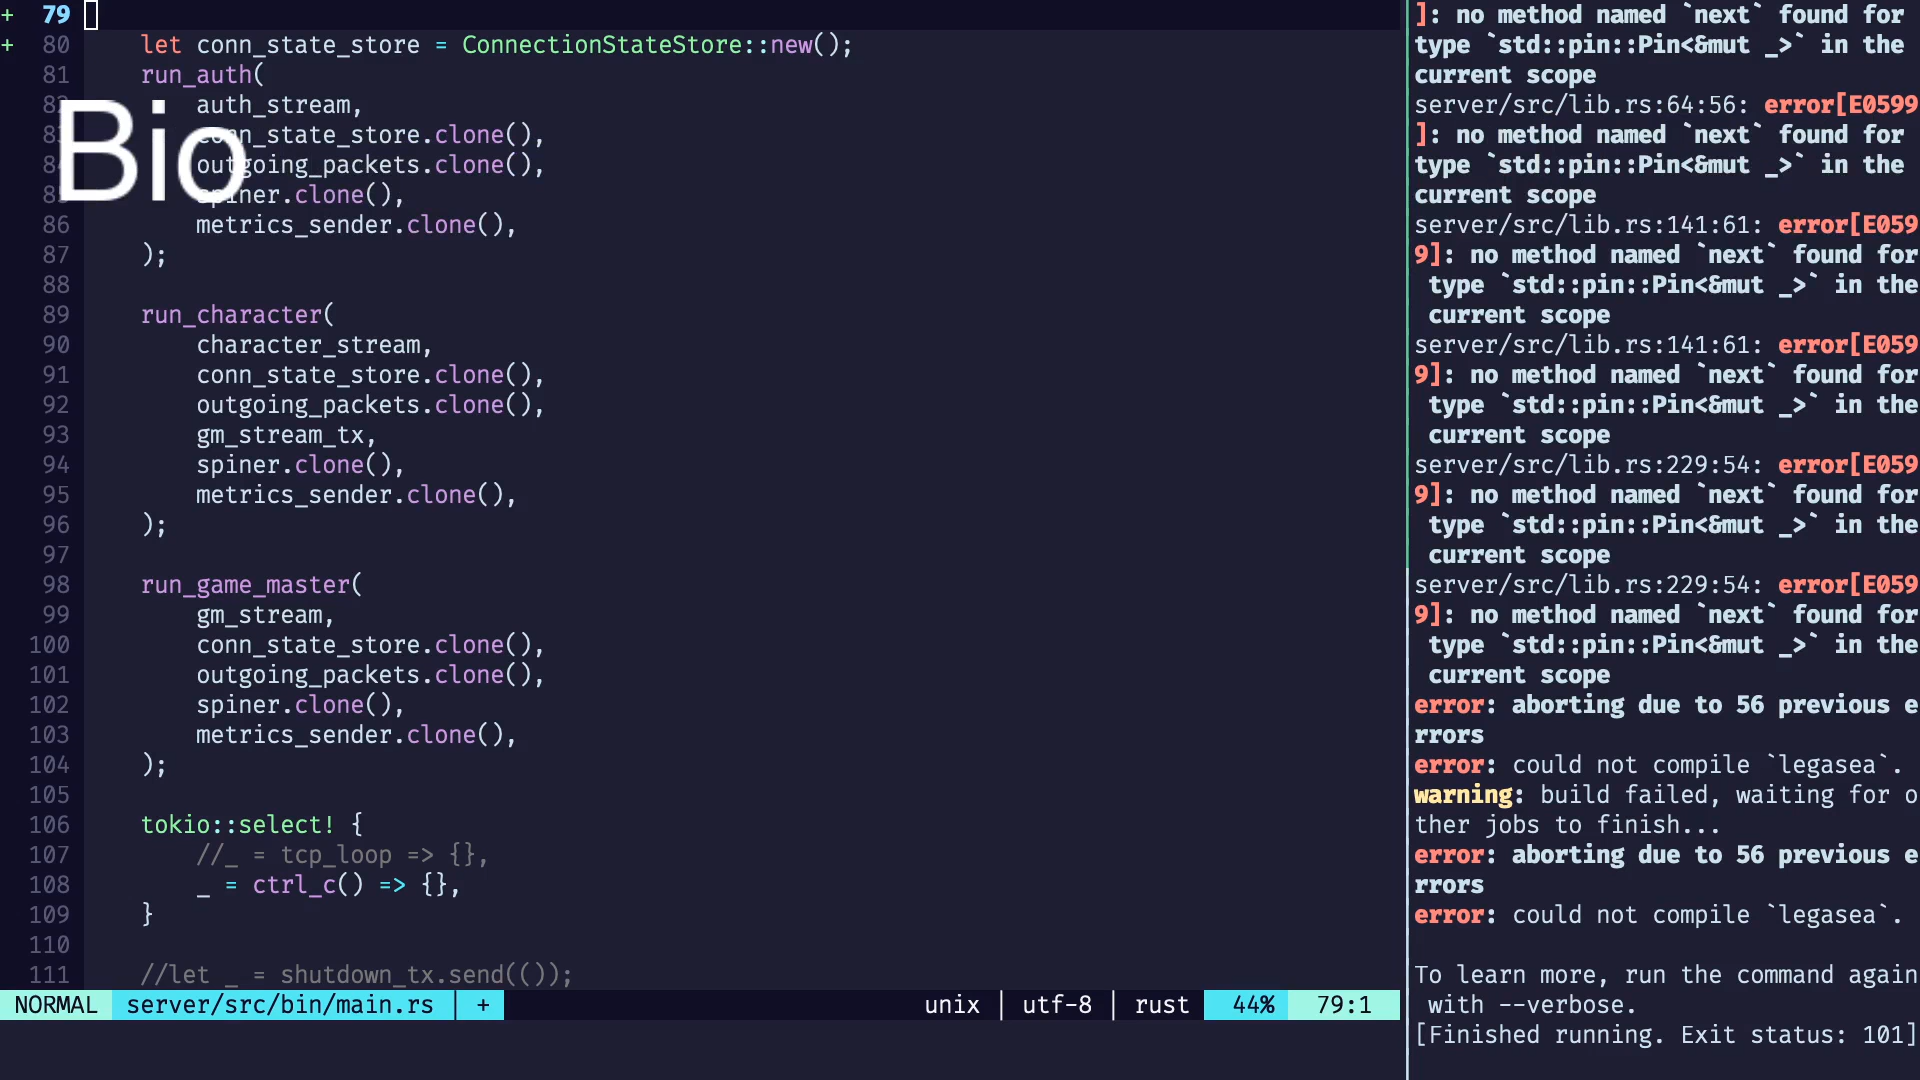 + 79
+ 80 let conn_state_store = ConnectionStateStore::new();
81 run_auth(
82 auth_stream,
83 conn_state_store.clone(),
84 outgoing_packets.clone(),
85 spiner.clone(),
86 metrics_sender.clone(),
87 );
88
89 run_character(
90 character_stream,
91 conn_state_store.clone(),
92 outgoing_packets.clone(),
93 gm_stream_tx,
94 spiner.clone(),
95 metrics_sender.clone(),
96 );
97
98 run_game_master(
99 gm_stream,
100 conn_state_store.clone(),
101 outgoing_packets.clone(),
102 spiner.clone(),
103 metrics_sender.clone(),
104 );
105
106 tokio::select! {
107 //_ = tcp_loop => {},
108 _ = ctrl_c() => {},
109 }
110
111 //let _ = shutdown_tx.send(());
NORMAL server/src/bin/main.rs | + unix | utf-8 | rust 44% 79:1
Bio
]: no method named `next` found for
type `std::pin::Pin<&mut _>` in the
current scope
server/src/lib.rs:64:56: error[E0599
]: no method named `next` found for
type `std::pin::Pin<&mut _>` in the
current scope
server/src/lib.rs:141:61: error[E059
9]: no method named `next` found for
type `std::pin::Pin<&mut _>` in the
current scope
server/src/lib.rs:141:61: error[E059
9]: no method named `next` found for
type `std::pin::Pin<&mut _>` in the
current scope
server/src/lib.rs:229:54: error[E059
9]: no method named `next` found for
type `std::pin::Pin<&mut _>` in the
current scope
server/src/lib.rs:229:54: error[E059
9]: no method named `next` found for
type `std::pin::Pin<&mut _>` in the
current scope
error: aborting due to 56 previous e
rrors
error: could not compile `legasea`.
warning: build failed, waiting for o
ther jobs to finish...
error: aborting due to 56 previous e
rrors
error: could not compile `legasea`.

To learn more, run the command again
with --verbose.
[Finished running. Exit status: 101]